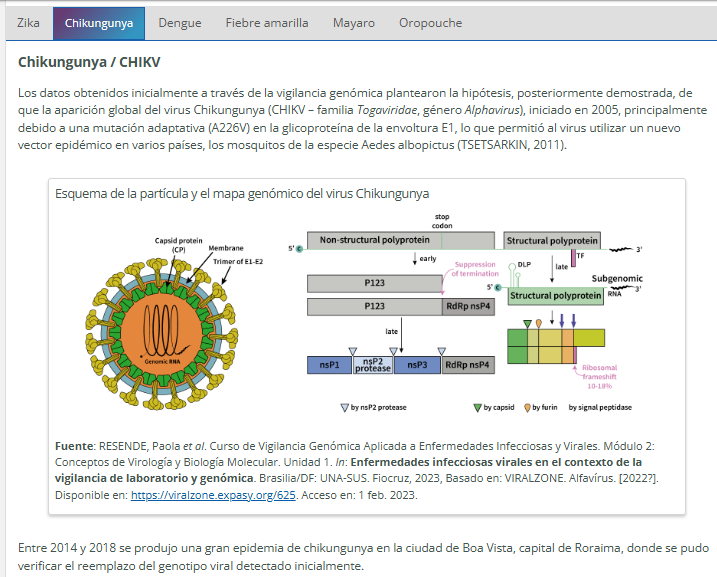 Zika Chikungunya Dengue Fiebre amarilla Mayaro Oropouche
Chikungunya / CHIKV
Los datos obtenidos inicialmente a través de la vigilancia genómica plantearon la hipótesis, posteriormente demostrada, de
que la aparición global del virus Chikungunya (CHIKV – familia Togaviridae, género Alphavirus), iniciado en 2005, principalmente
debido a una mutación adaptativa (A226V) en la glicoproteína de la envoltura E1, lo que permitió al virus utilizar un nuevo
vector epidémico en varios países, los mosquitos de la especie Aedes albopictus (TSETSARKIN, 2011).
Esquema de la partícula y el mapa genómico del virus Chikungunya
Capsid protein
(CP)
Membrane
Trimer of E1-E2
Genomic RNA
stop
codon
5' C
Non-structural polyprotein
Structural polyprotein
3'
TF
early
Suppression
of termination
P123
P123
RdRp nsP4
late
nsP1
nsP2
protease
nsP3
RdRp nsP4
by nsP2 protease
DLP
late
Subgenomic
RNA
5' C
Structural polyprotein
3'
Ribosomal
frameshift
10-18%
by capsid by furin by signal peptidase
Fuente: RESENDE, Paola et al. Curso de Vigilancia Genómica Aplicada a Enfermedades Infecciosas y Virales. Módulo 2:
Conceptos de Virología y Biología Molecular. Unidad 1. In: Enfermedades infecciosas virales en el contexto de la
vigilancia de laboratorio y genómica. Brasilia/DF: UNA-SUS. Fiocruz, 2023, Basado en: VIRALZONE. Alfavírus. [2022?].
Disponible en: https://viralzone.expasy.org/625. Acceso en: 1 feb. 2023.
Entre 2014 y 2018 se produjo una gran epidemia de chikungunya en la ciudad de Boa Vista, capital de Roraima, donde se pudo
verificar el reemplazo del genotipo viral detectado inicialmente.